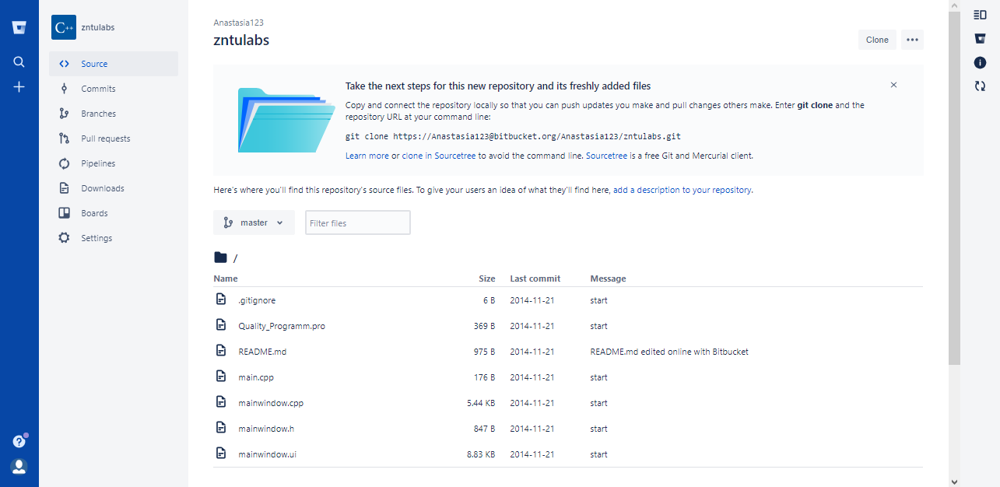 C++ zntulabs
Source
Commits
Branches
Pull requests
Pipelines
Downloads
Boards
Settings
Anastasia123
zntulabs
Clone
Take the next steps for this new repository and its freshly added files
Copy and connect the repository locally so that you can push updates you make and pull changes others make. Enter git clone and the
repository URL at your command line:
git clone https://Anastasia123@bitbucket.org/Anastasia123/zntulabs.git
Learn more or clone in Sourcetree to avoid the command line. Sourcetree is a free Git and Mercurial client.
Here's where you'll find this repository's source files. To give your users an idea of what they'll find here, add a description to your repository.
master
Filter files
/
Name Size Last commit Message
.gitignore 6 B 2014-11-21 start
Quality_Programm.pro 369 B 2014-11-21 start
README.md 975 B 2014-11-21 README.md edited online with Bitbucket
main.cpp 176 B 2014-11-21 start
mainwindow.cpp 5.44 KB 2014-11-21 start
mainwindow.h 847 B 2014-11-21 start
mainwindow.ui 8.83 KB 2014-11-21 start